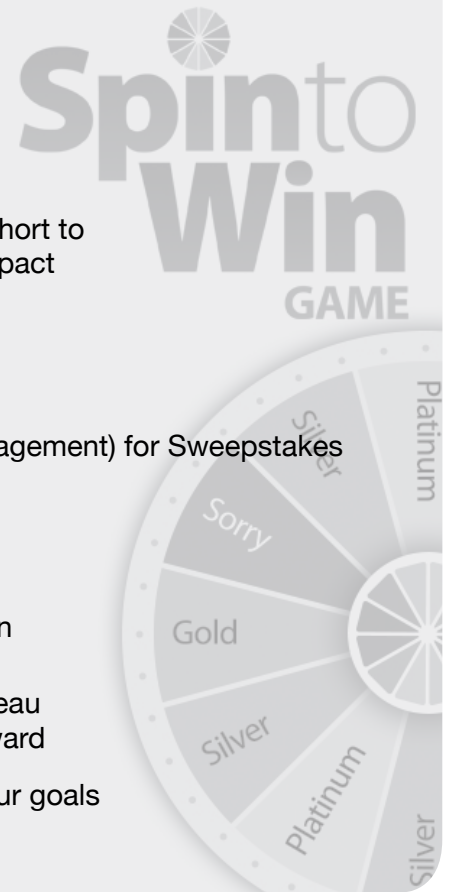 Spin to
Win
GAME
hort to
pact
agement) for Sweepstakes
n
eau
vard
ur goals
Platinum
Silver
Sorry
Gold
Silver
Platinum
Silver